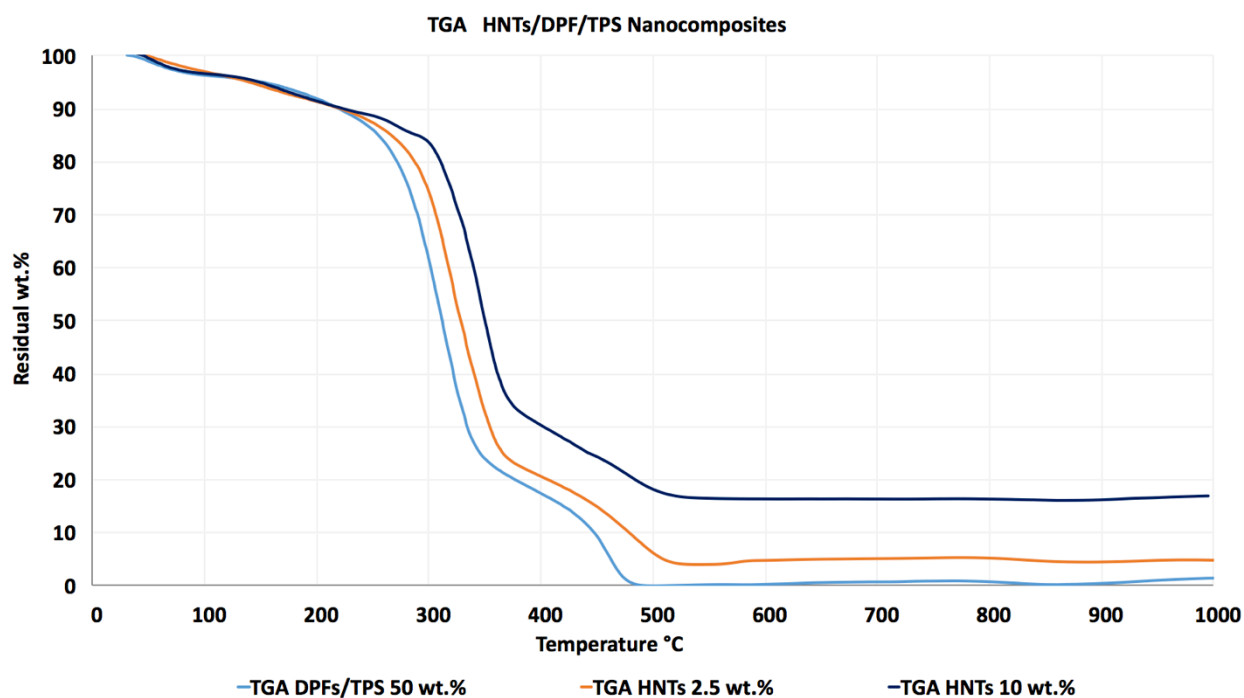 TGA HNTs/DPF/TPS Nanocomposites
100
90
80
70
60
50
40
30
20
10
0
Residual wt.%
0 100 200 300 400 500 600 700 800 900 1000
Temperature °C
TGA DPFs/TPS 50 wt.% TGA HNTs 2.5 wt.% TGA HNTs 10 wt.%